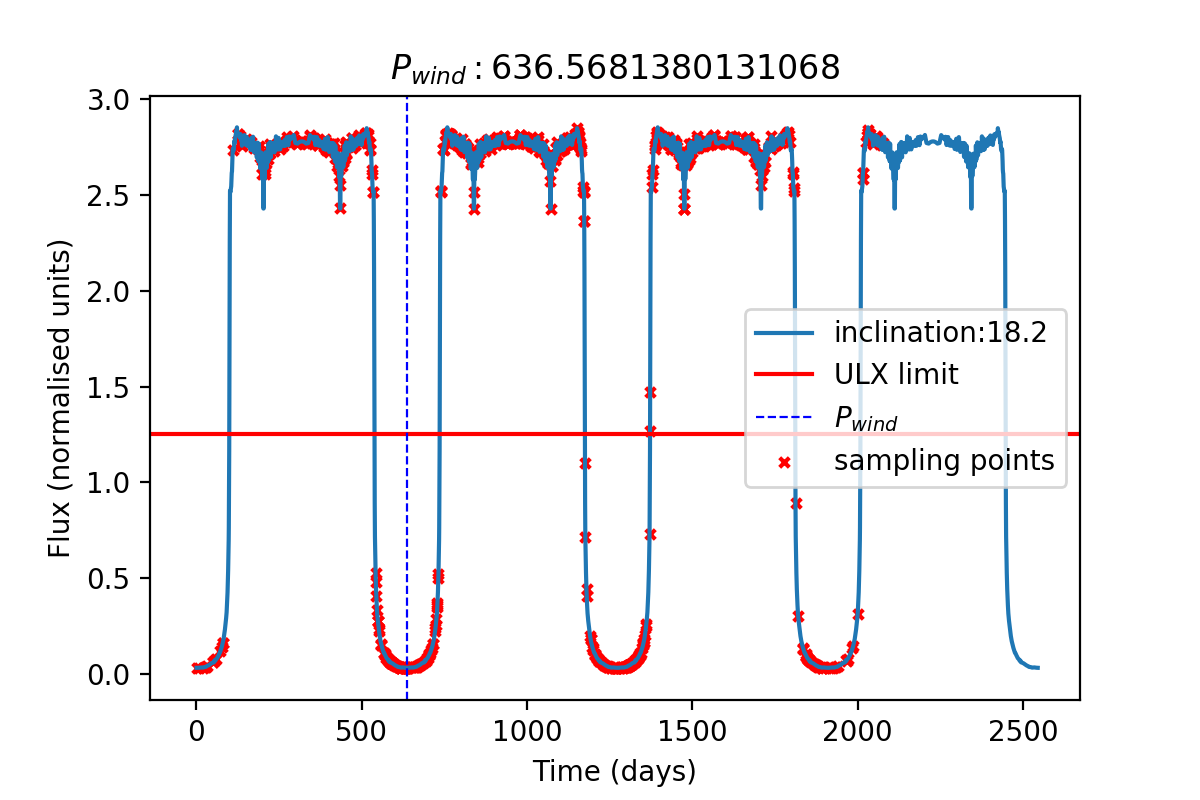 P_wind : 636.5681380131068
3.0
2.5
2.0
1.5
1.0
0.5
0.0
Flux (normalised units)
inclination:18.2
ULX limit
P_wind
sampling points
0 500 1000 1500 2000 2500
Time (days)